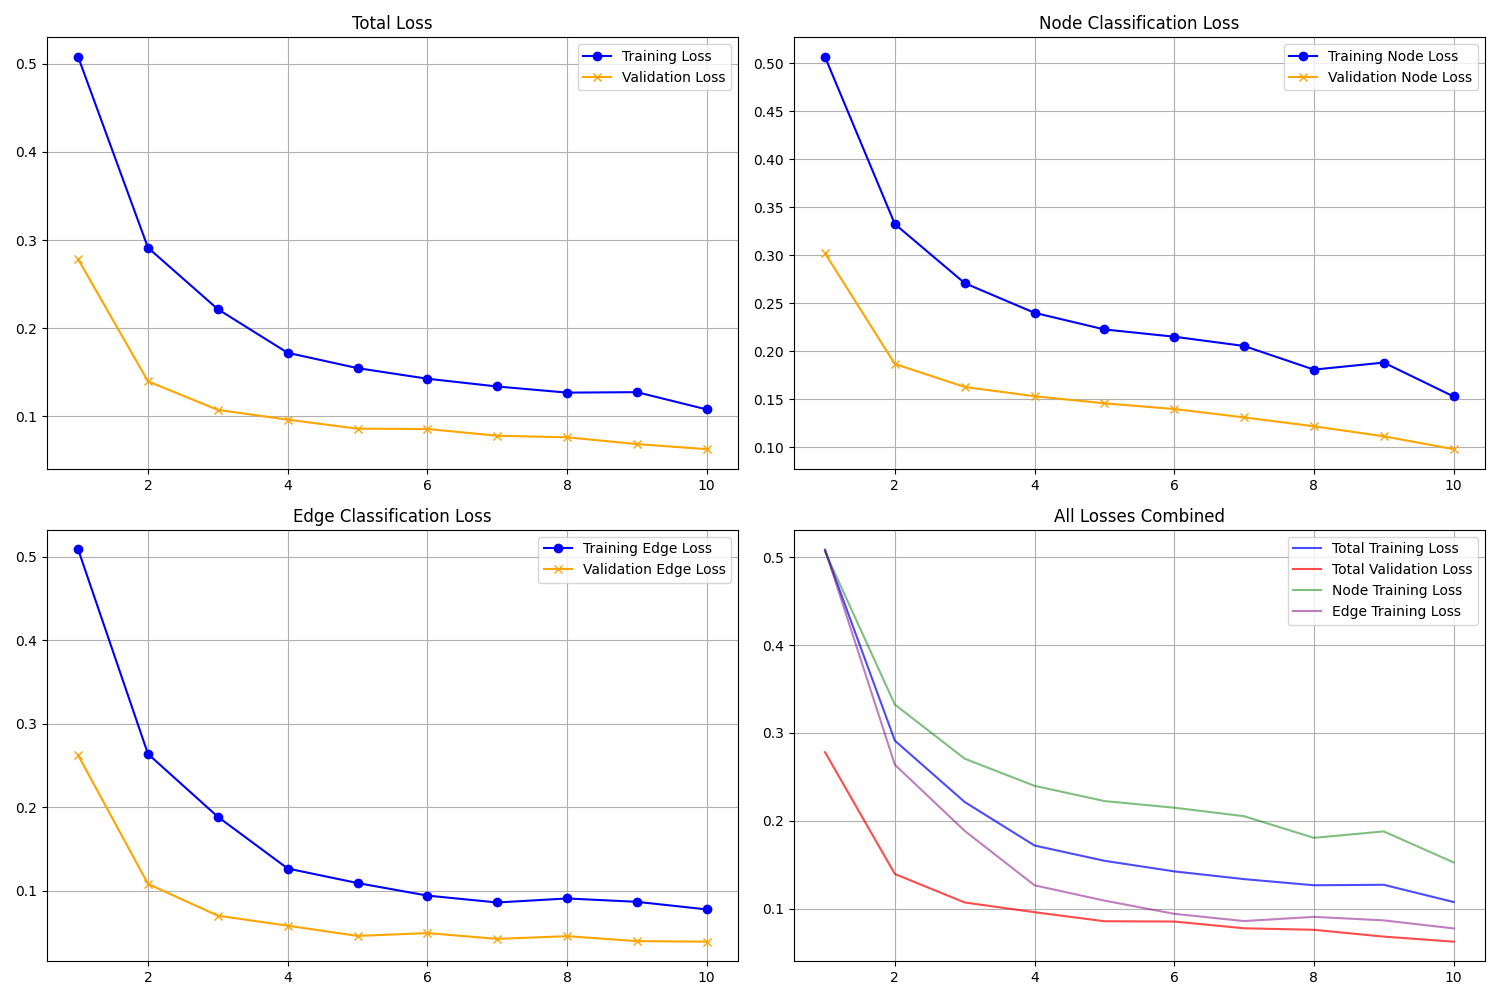 Total Loss
0.5
0.4
0.3
0.2
0.1
2 4 6 8 10
Training Loss
Validation Loss
Node Classification Loss
0.50
0.45
0.40
0.35
0.30
0.25
0.20
0.15
0.10
2 4 6 8 10
Training Node Loss
Validation Node Loss
Edge Classification Loss
0.5
0.4
0.3
0.2
0.1
2 4 6 8 10
Training Edge Loss
Validation Edge Loss
All Losses Combined
0.5
0.4
0.3
0.2
0.1
2 4 6 8 10
Total Training Loss
Total Validation Loss
Node Training Loss
Edge Training Loss